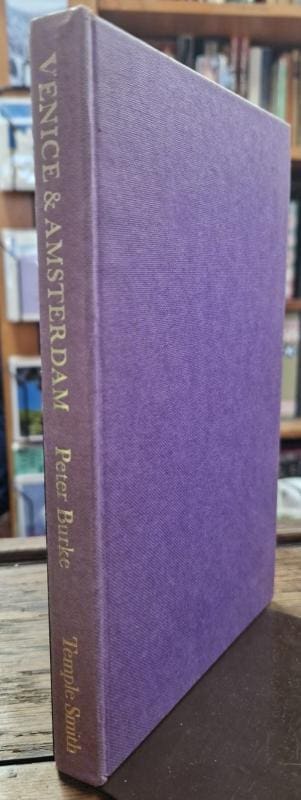 VENICE & AMSTERDAM
Peter Burke
Temple Smith